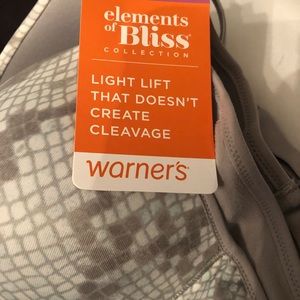 elements
of Bliss®
COLLECTION
LIGHT LIFT
THAT DOESN'T
CREATE
CLEAVAGE
warner's